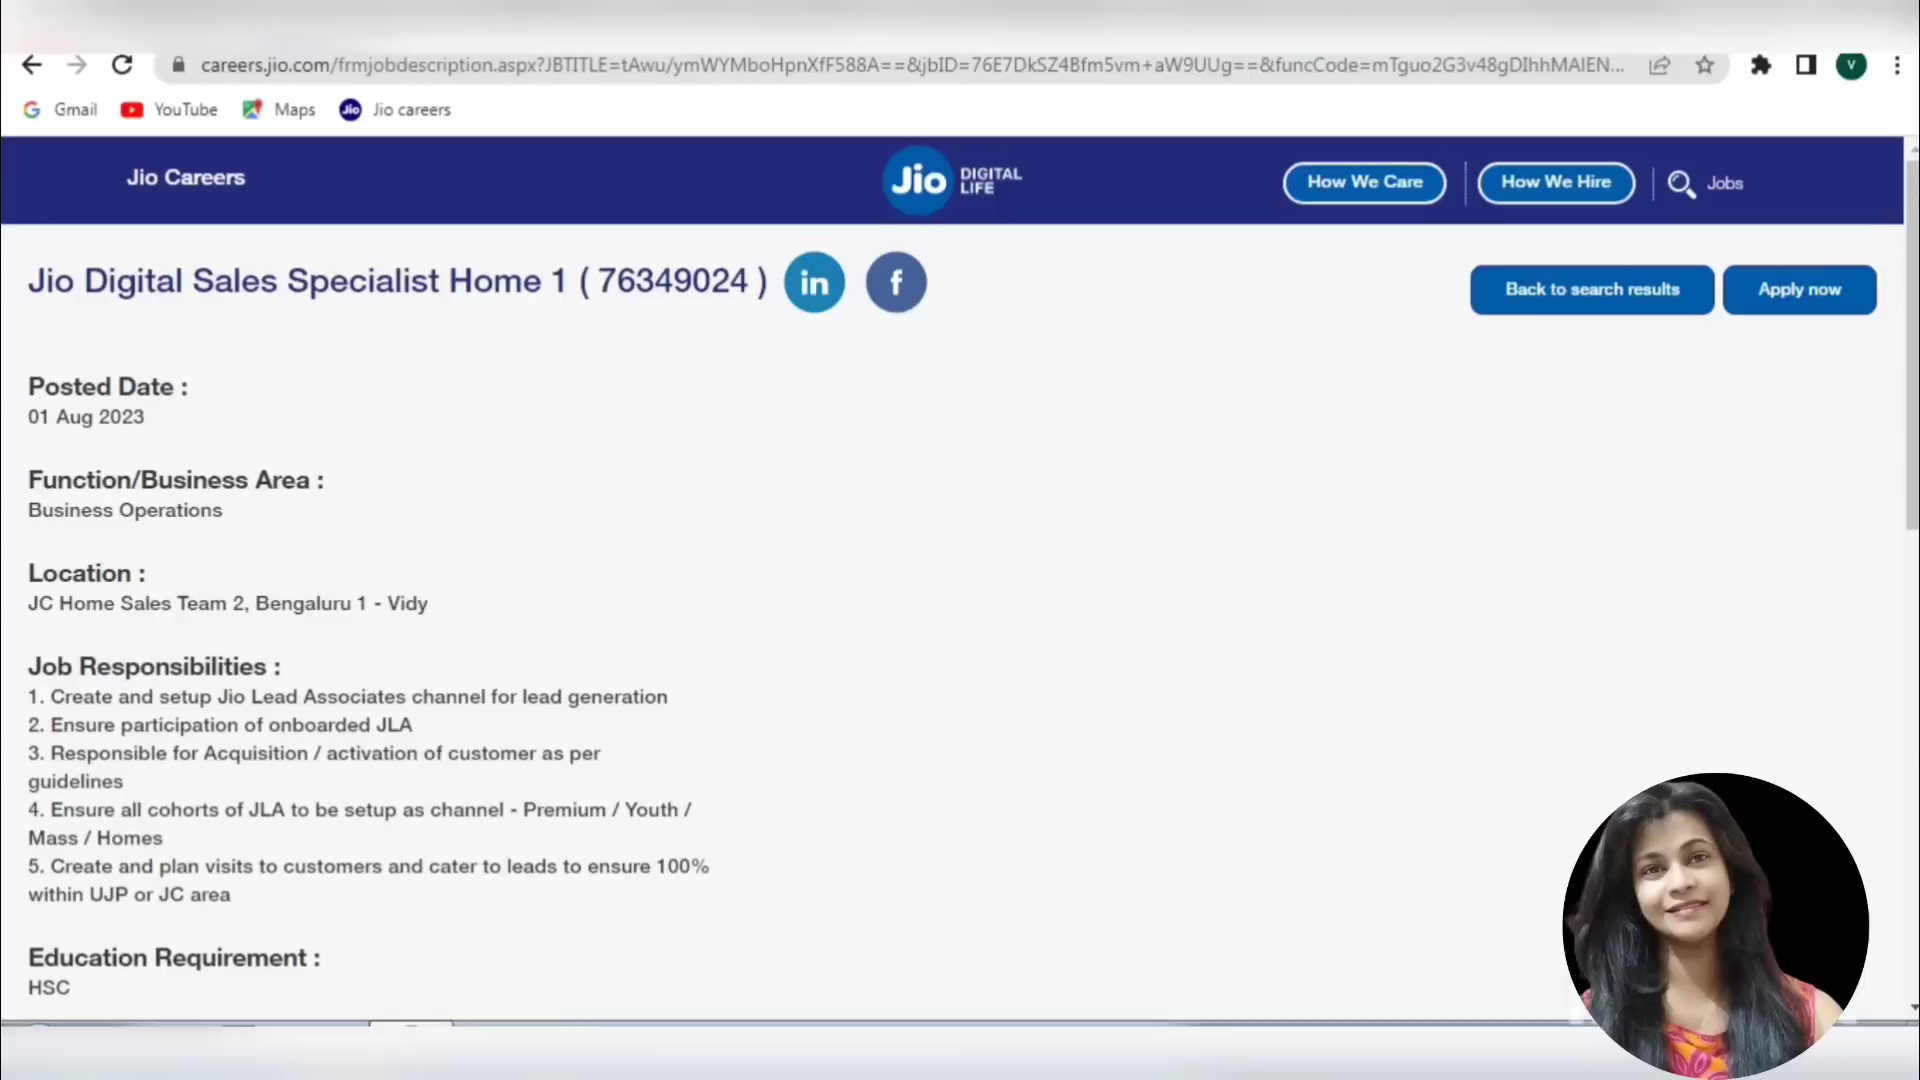 careers.jio.com/frmjobdescription.aspx?JBTITLE=tAwu/ymWYMboHpnXfF588A==&jbID=76E7DkSZ4Bfm5vm+aW9UUg==&funcCode=mTguo2G3v48gDIhhMAIEN...
V
Gmail YouTube Maps Jio Jio careers
Jio Careers
Jio DIGITAL LIFE
How We Care
How We Hire
Jobs
Jio Digital Sales Specialist Home 1 ( 76349024 ) in f
Back to search results
Apply now
Posted Date :
01 Aug 2023
Function/Business Area :
Business Operations
Location :
JC Home Sales Team 2, Bengaluru 1 - Vidy
Job Responsibilities :
1. Create and setup Jio Lead Associates channel for lead generation
2. Ensure participation of onboarded JLA
3. Responsible for Acquisition / activation of customer as per
guidelines
4. Ensure all cohorts of JLA to be setup as channel - Premium / Youth /
Mass / Homes
5. Create and plan visits to customers and cater to leads to ensure 100%
within UJP or JC area
Education Requirement :
HSC